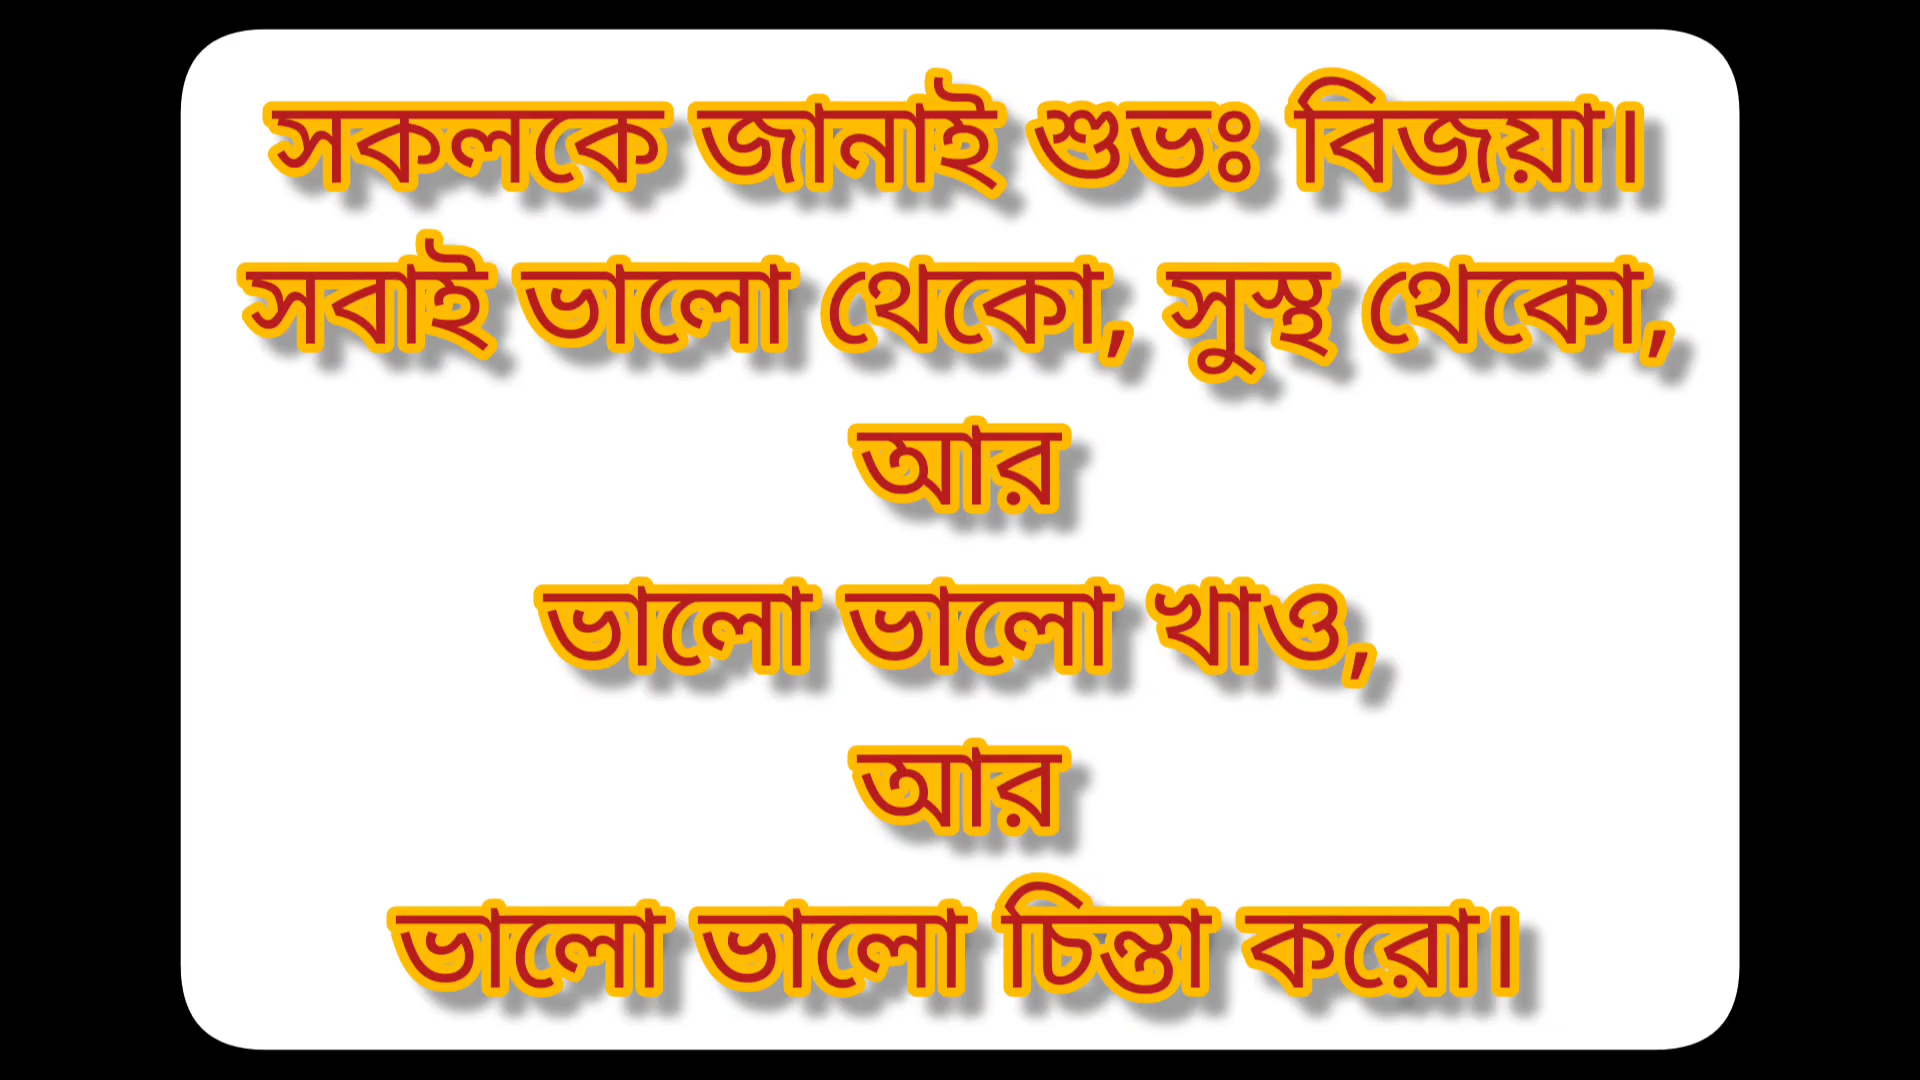 সকলকে জানাই শুভঃ বিজয়া।
সবাই ভালো থেকো, সুস্থ থেকো,
আর
ভালো ভালো খাও,
আর
ভালো ভালো চিন্তা করো।